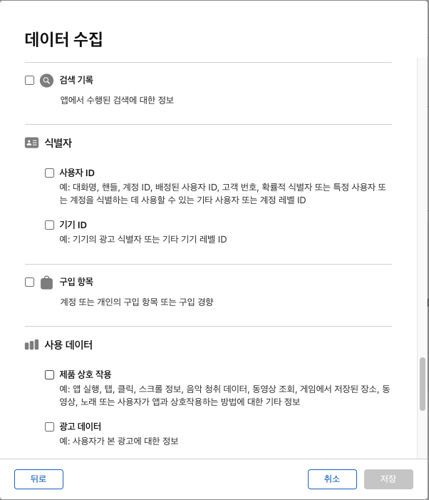 데이터 수집
검색 기록
앱에서 수행된 검색에 대한 정보
식별자
사용자 ID
예: 대화명, 핸들, 계정 ID, 배정된 사용자 ID, 고객 번호, 확률적 식별자 또는 특정 사용자 또
는 계정을 식별하는 데 사용할 수 있는 기타 사용자 또는 계정 레벨 ID
기기 ID
예: 기기의 광고 식별자 또는 기타 기기 레벨 ID
구입 항목
계정 또는 개인의 구입 항목 또는 구입 경향
사용 데이터
제품 상호 작용
예: 앱 실행, 탭, 클릭, 스크롤 정보, 음악 청취 데이터, 동영상 조회, 게임에서 저장된 장소, 동
영상, 노래 또는 사용자가 앱과 상호작용하는 방법에 대한 기타 정보
광고 데이터
예: 사용자가 본 광고에 대한 정보
뒤로
취소
저장